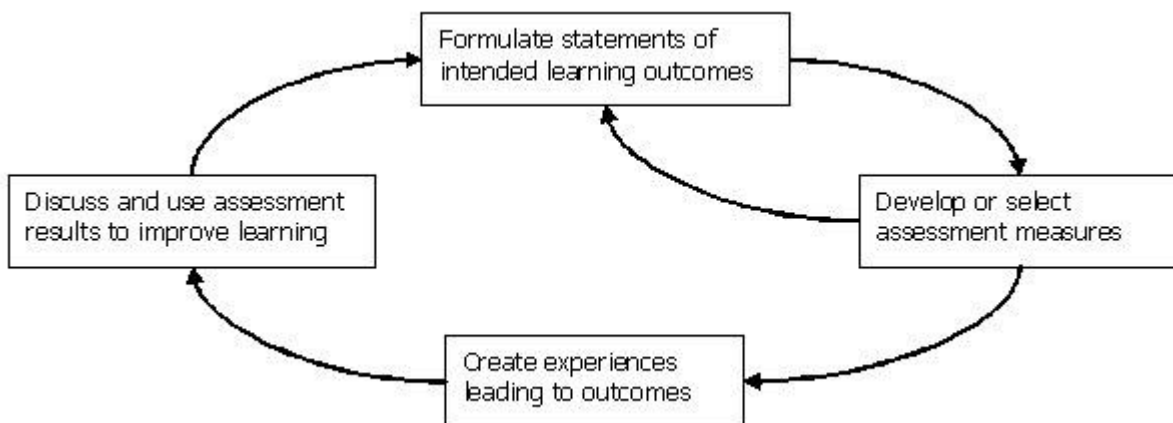 Formulate statements of
intended learning outcomes
Discuss and use assessment
results to improve learning
Develop or select
assessment measures
Create experiences
leading to outcomes